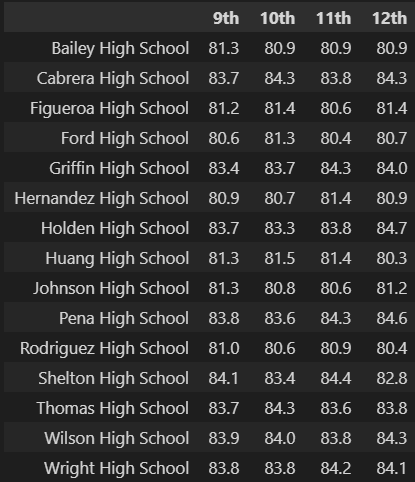 9th 10th 11th 12th
Bailey High School 81.3 80.9 80.9 80.9
Cabrera High School 83.7 84.3 83.8 84.3
Figueroa High School 81.2 81.4 80.6 81.4
Ford High School 80.6 81.3 80.4 80.7
Griffin High School 83.4 83.7 84.3 84.0
Hernandez High School 80.9 80.7 81.4 80.9
Holden High School 83.7 83.3 83.8 84.7
Huang High School 81.3 81.5 81.4 80.3
Johnson High School 81.3 80.8 80.6 81.2
Pena High School 83.8 83.6 84.3 84.6
Rodriguez High School 81.0 80.6 80.9 80.4
Shelton High School 84.1 83.4 84.4 82.8
Thomas High School 83.7 84.3 83.6 83.8
Wilson High School 83.9 84.0 83.8 84.3
Wright High School 83.8 83.8 84.2 84.1